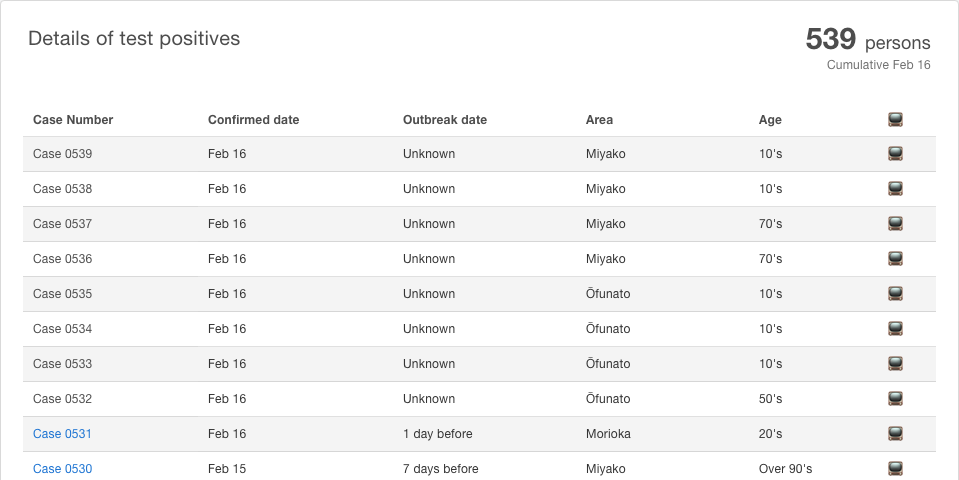 Details of test positives
539 persons
Cumulative Feb 16
Case Number Confirmed date Outbreak date Area Age
Case 0539 Feb 16 Unknown Miyako 10's
Case 0538 Feb 16 Unknown Miyako 10's
Case 0537 Feb 16 Unknown Miyako 70's
Case 0536 Feb 16 Unknown Miyako 70's
Case 0535 Feb 16 Unknown Ōfunato 10's
Case 0534 Feb 16 Unknown Ōfunato 10's
Case 0533 Feb 16 Unknown Ōfunato 10's
Case 0532 Feb 16 Unknown Ōfunato 50's
Case 0531 Feb 16 1 day before Morioka 20's
Case 0530 Feb 15 7 days before Miyako Over 90's